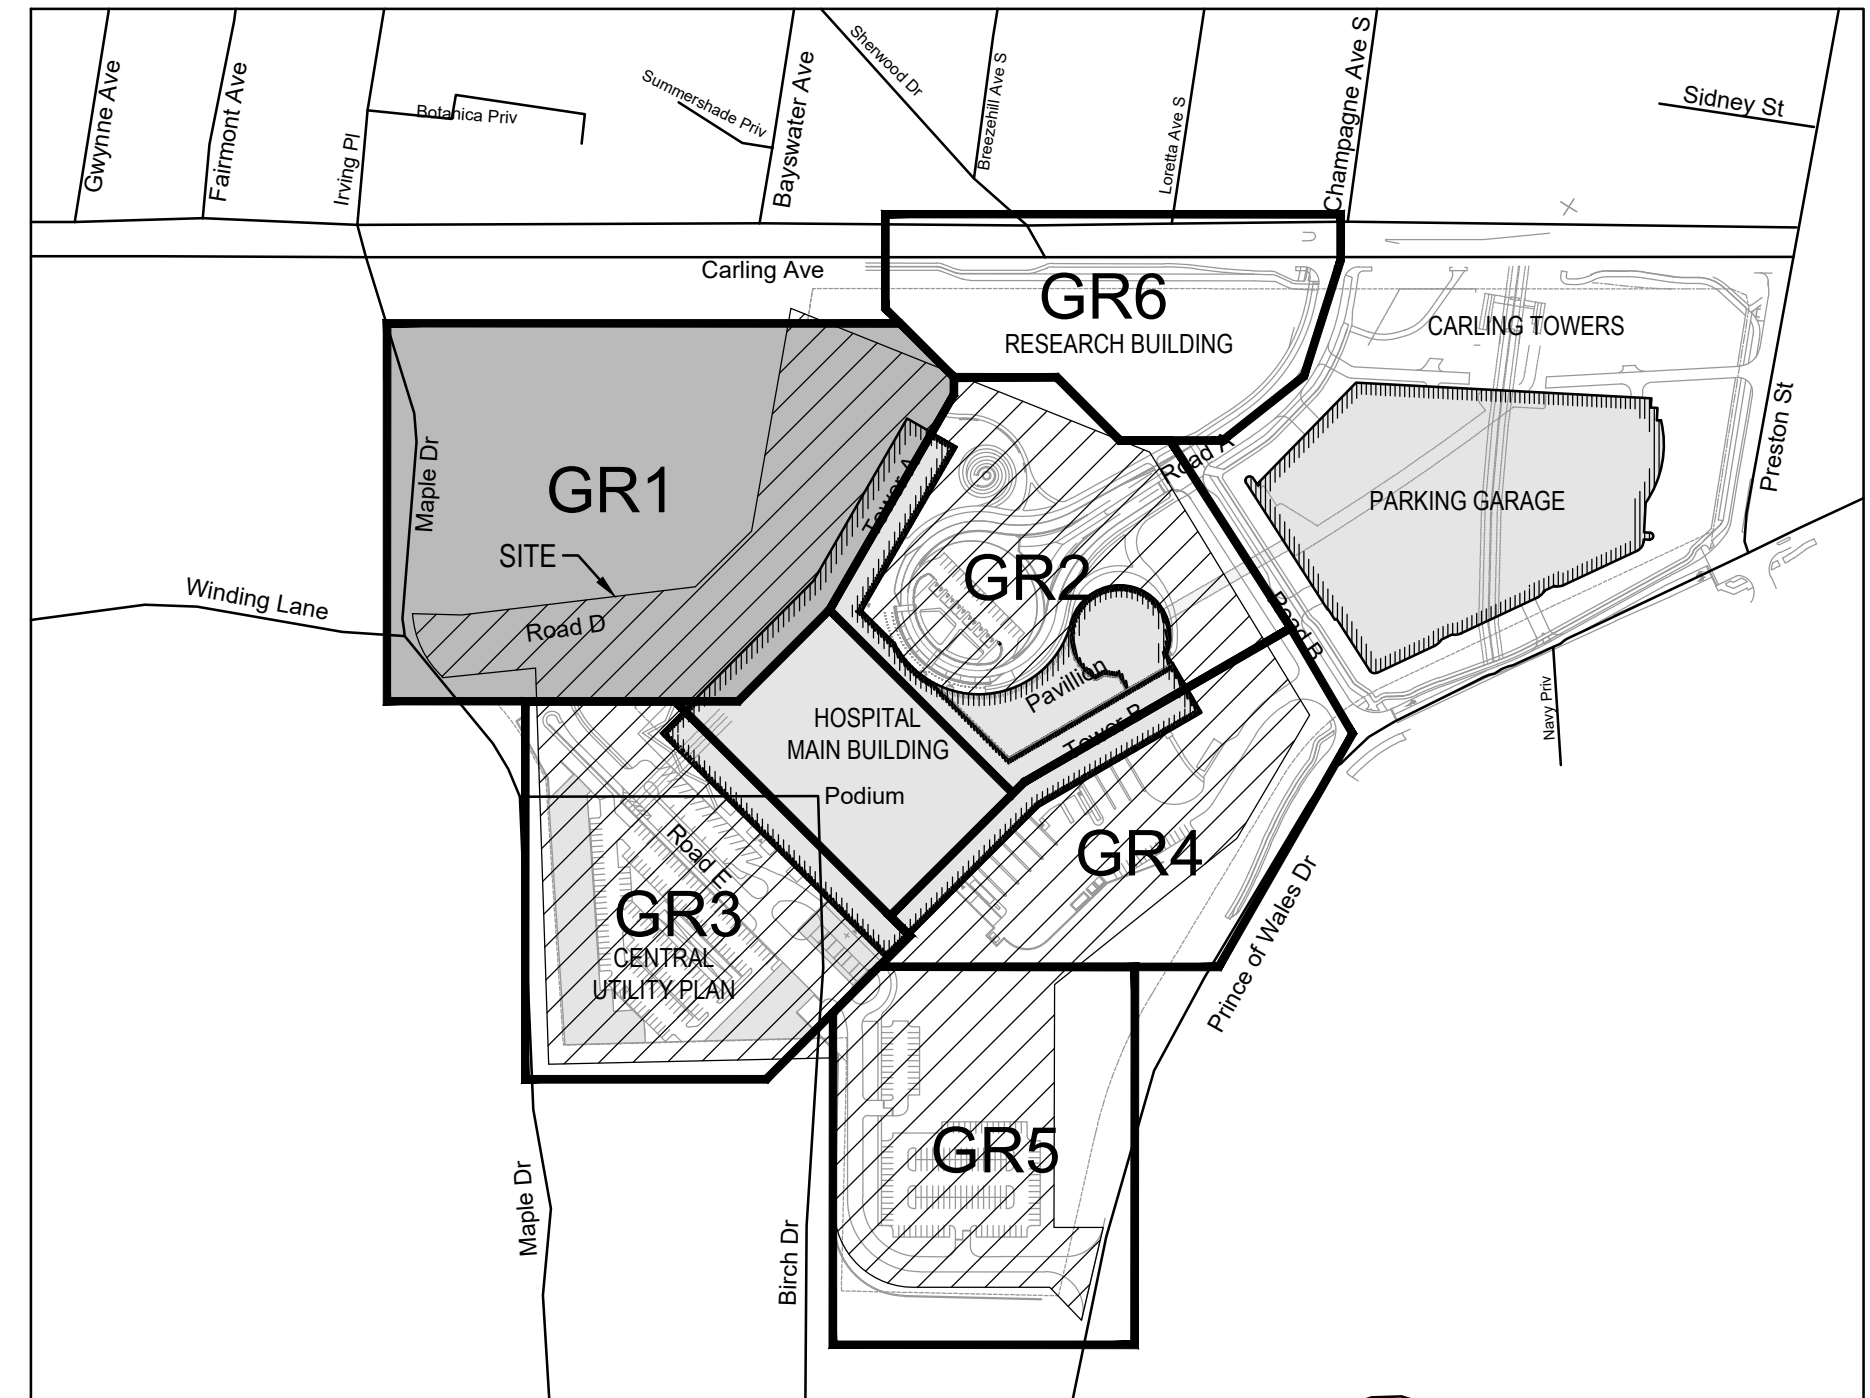 Gwynne Ave
Fairmont Ave
Irving Pl
Botanica Priv
Summershade Priv
Bayswater Ave
Sherwood Dr
Breezehill Ave S
Loretta Ave S
Champagne Ave S
Sidney St
Carling Ave
GR6
RESEARCH BUILDING
CARLING TOWERS
Preston St
Maple Dr
GR1
Tower A
Road A
PARKING GARAGE
SITE
GR2
Winding Lane
Road D
Road B
Pavillion
Navy Priv
HOSPITAL
MAIN BUILDING
Tower B
Podium
Road E
GR4
GR3
CENTRAL
UTILITY PLAN
Prince of Wales Dr
GR5
Maple Dr
Birch Dr